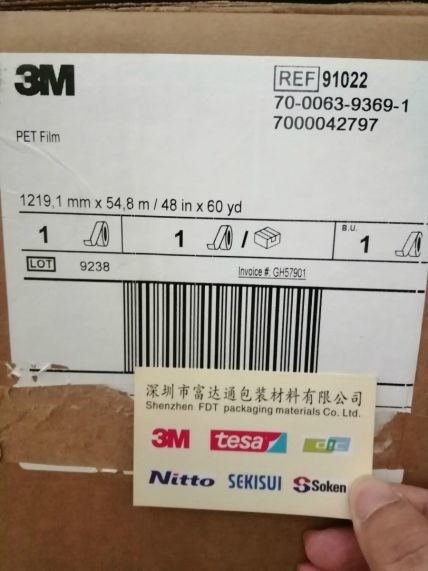 3M
REF 91022
70-0063-9369-1
7000042797
PET Film
1219,1 mm x 54,8 m / 48 in x 60 yd
1 1 / B.U. 1
LOT 9238 Invoice # GH57901
深圳市富达通包装材料有限公司
Shenzhen FDT packaging materials Co. Ltd.
3M tesa dic
Nitto SEKISUI Soken